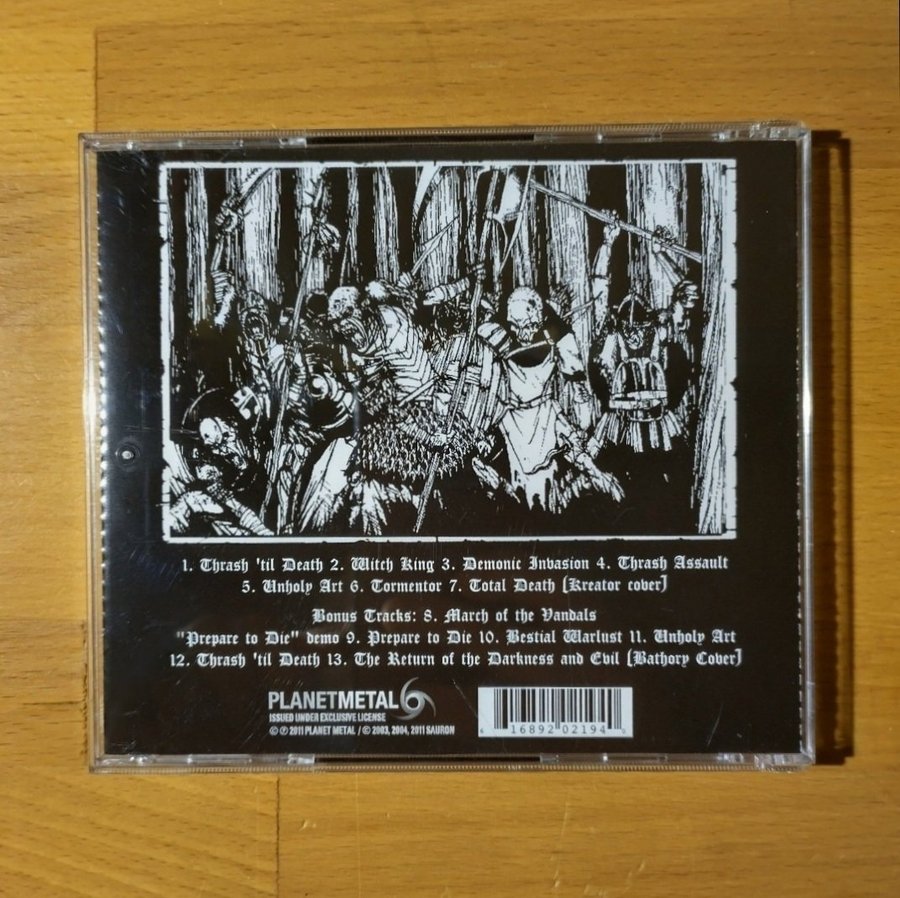 1. Thrash 'til Death 2. Witch King 3. Demonic Invasion 4. Thrash Assault
5. Unholy Art 6. Tormentor 7. Total Death [Kreator cover]
Bonus Tracks: 8. March of the Vandals
"Prepare to Die" demo 9. Prepare to Die 10. Bestial Warlust 11. Unholy Art
12. Thrash 'til Death 13. The Return of the Darkness and Evil [Bathory Cover]
PLANETMETAL
ISSUED UNDER EXCLUSIVE LICENSE
© ℗ 2011 PLANET METAL / © 2003, 2004, 2011 SAURON
6 16892 02194